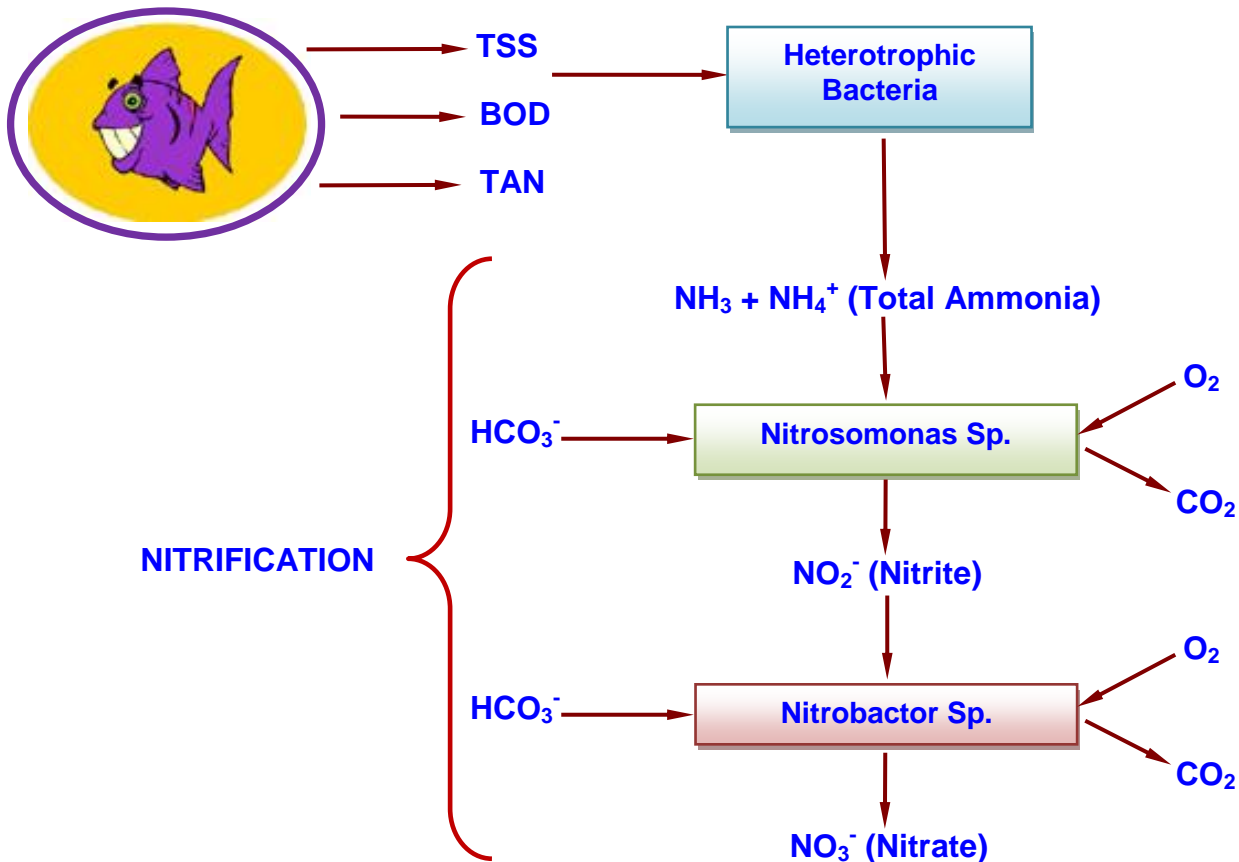 TSS
BOD
TAN
Heterotrophic
Bacteria
NH₃ + NH₄⁺ (Total Ammonia)
O₂
HCO₃⁻
Nitrosomonas Sp.
CO₂
NITRIFICATION
NO₂⁻ (Nitrite)
O₂
HCO₃⁻
Nitrobactor Sp.
CO₂
NO₃⁻ (Nitrate)